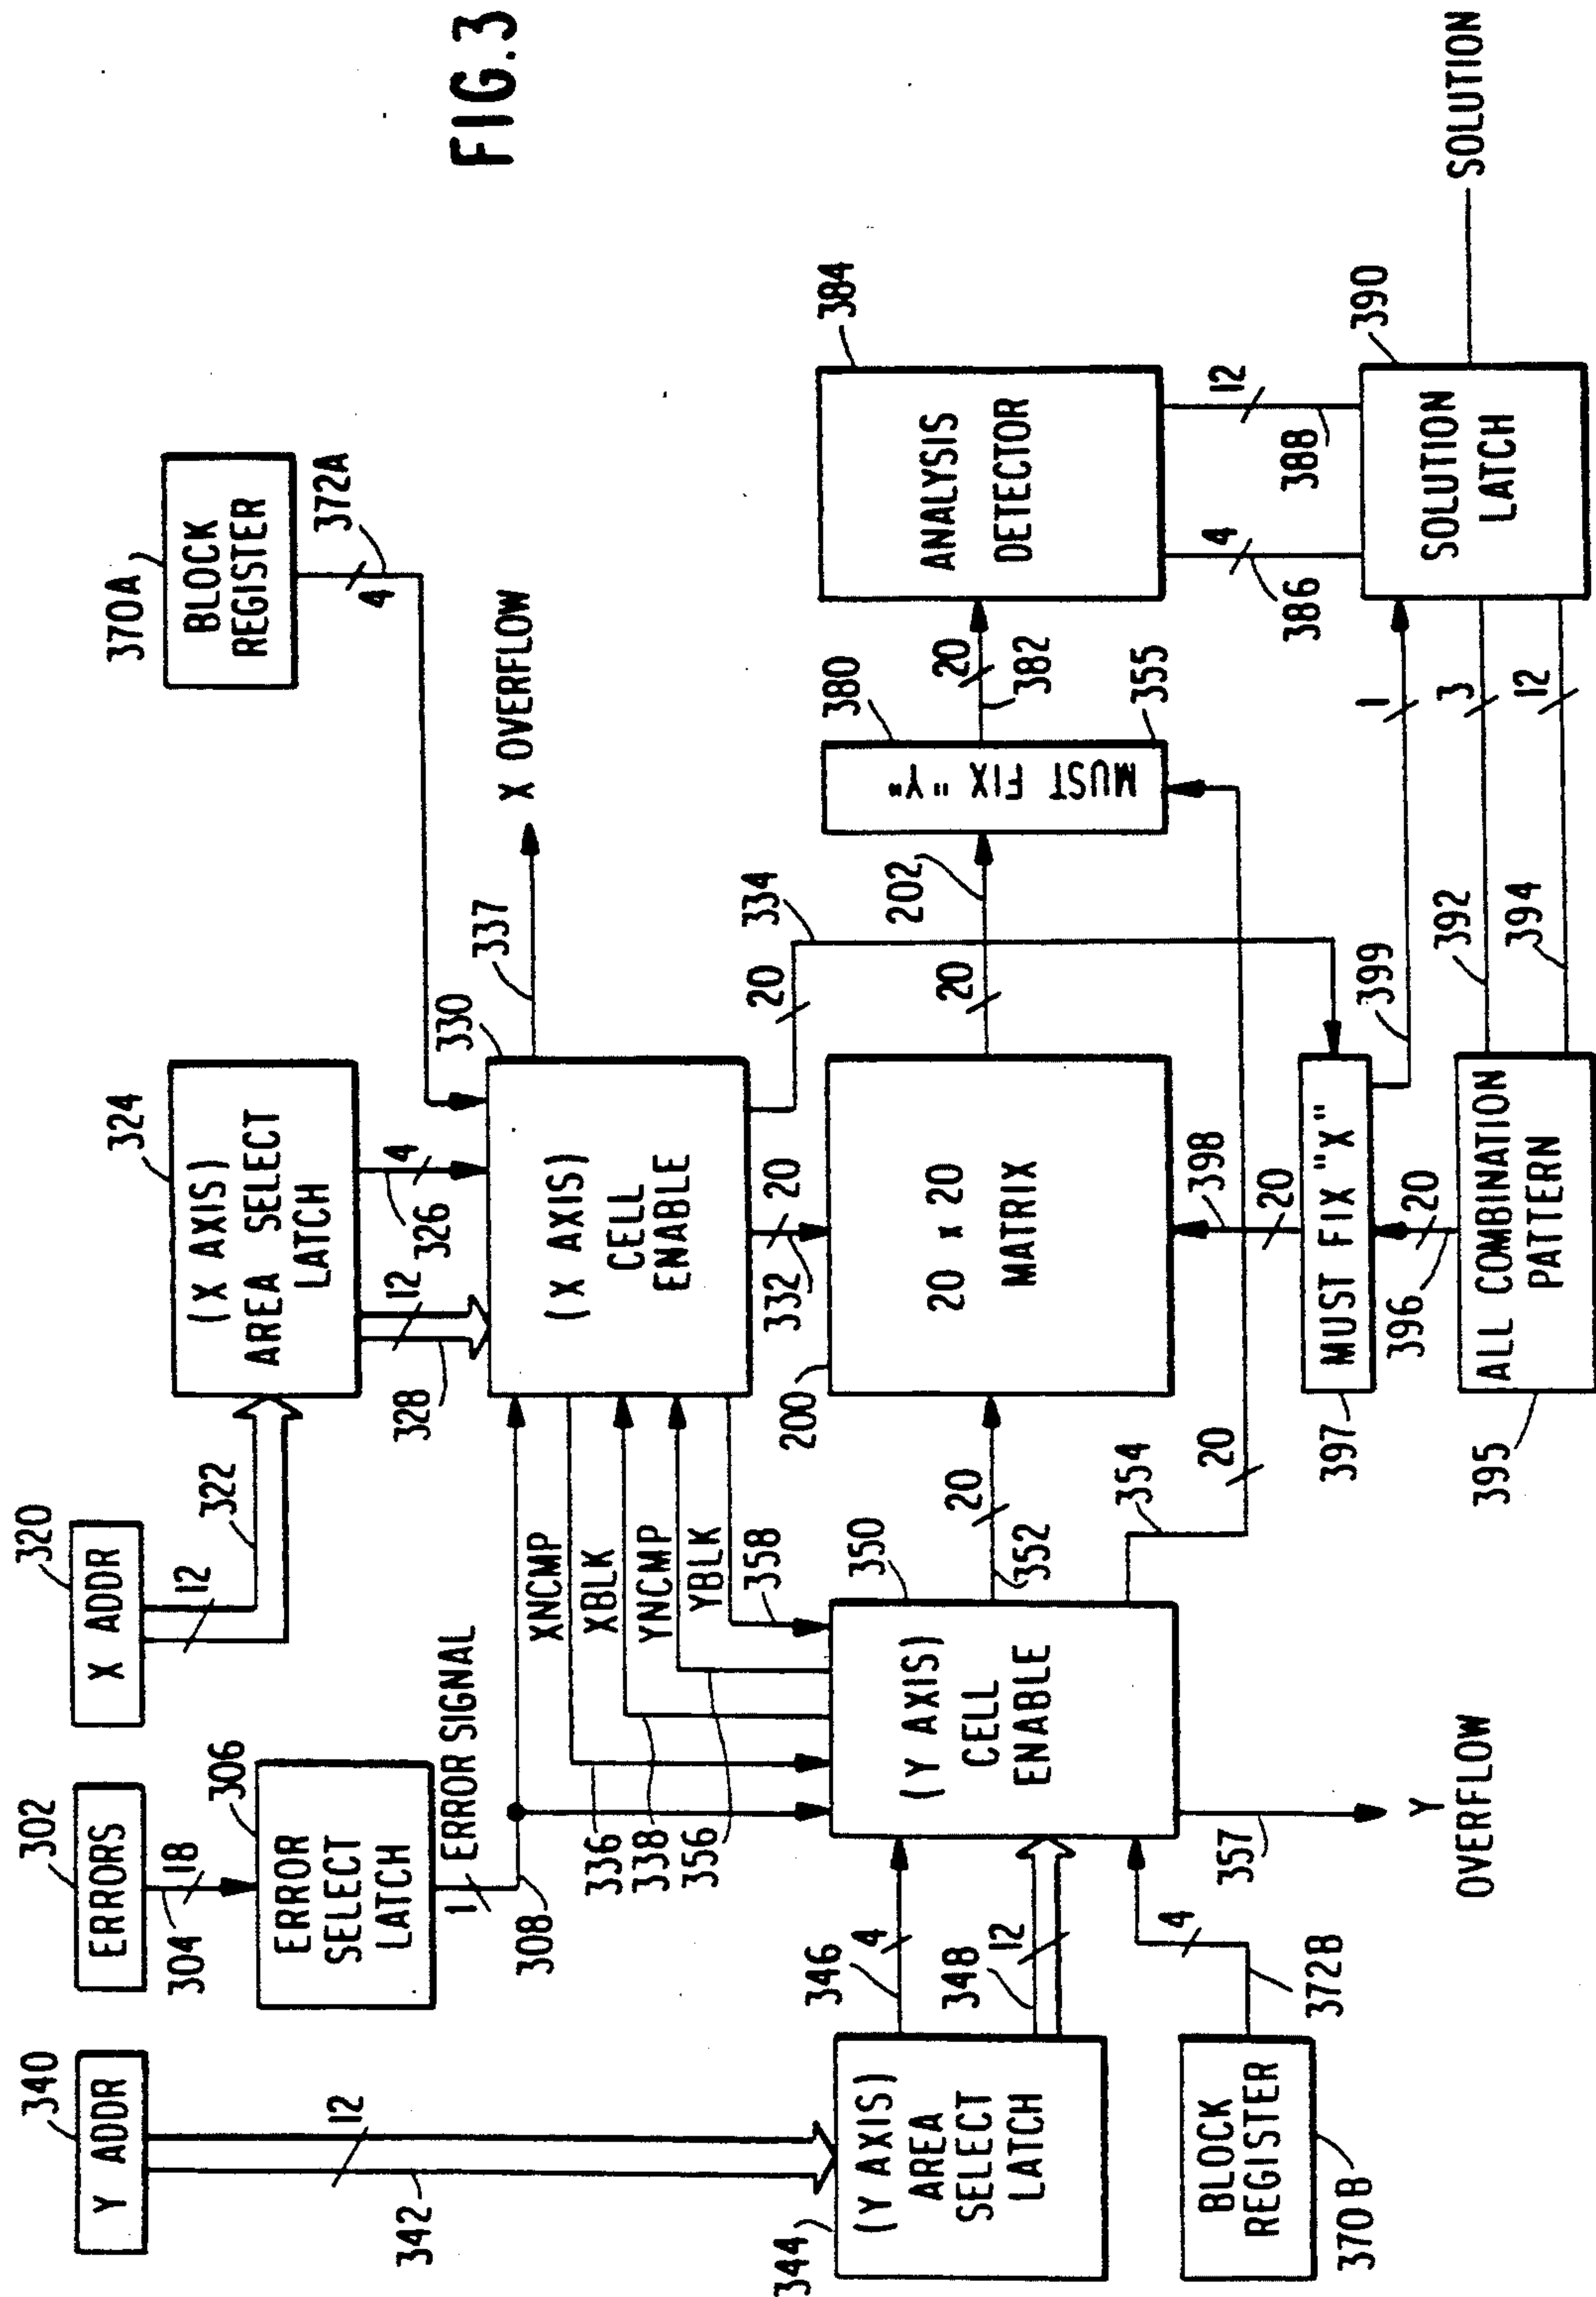 FIG.3
340
Y ADDR
12
342
302
ERRORS
18
304
306
ERROR
SELECT
LATCH
1
ERROR SIGNAL
308
320
X ADDR
12
322
324
(X AXIS)
AREA SELECT
LATCH
12
328
4
326
370A
BLOCK
REGISTER
4
372A
330
(X AXIS)
CELL
ENABLE
337
X OVERFLOW
XNCMP
XBLK
YNCMP
YBLK
336
338
356
358
332
20
20
334
344
(Y AXIS)
AREA
SELECT
LATCH
4
346
12
348
350
(Y AXIS)
CELL
ENABLE
20
352
354
20
357
Y
OVERFLOW
BLOCK
REGISTER
370B
4
372B
200
20 x 20
MATRIX
20
202
380
MUST FIX "Y"
355
20
382
384
ANALYSIS
DETECTOR
4
386
12
388
390
SOLUTION
LATCH
SOLUTION
398
20
MUST FIX "X"
397
1
399
20
396
ALL COMBINATION
PATTERN
395
3
392
12
394